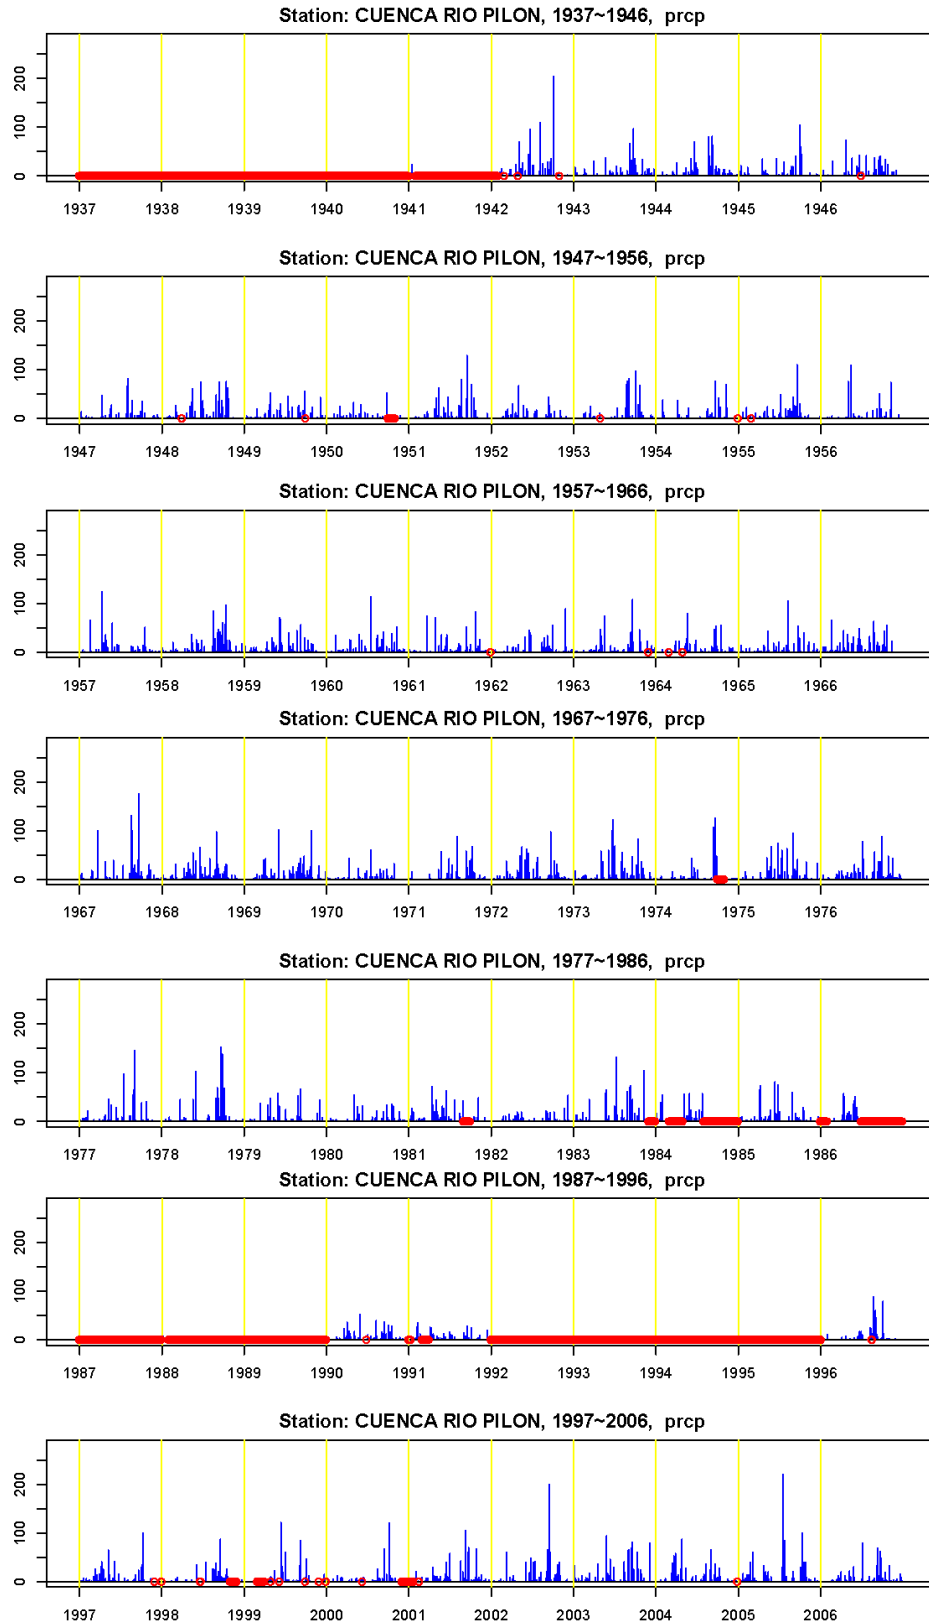 Station: CUENCA RIO PILON, 1937~1946, prcp
200
100
0
1937 1938 1939 1940 1941 1942 1943 1944 1945 1946
Station: CUENCA RIO PILON, 1947~1956, prcp
200
100
0
1947 1948 1949 1950 1951 1952 1953 1954 1955 1956
Station: CUENCA RIO PILON, 1957~1966, prcp
200
100
0
1957 1958 1959 1960 1961 1962 1963 1964 1965 1966
Station: CUENCA RIO PILON, 1967~1976, prcp
200
100
0
1967 1968 1969 1970 1971 1972 1973 1974 1975 1976
Station: CUENCA RIO PILON, 1977~1986, prcp
200
100
0
1977 1978 1979 1980 1981 1982 1983 1984 1985 1986
Station: CUENCA RIO PILON, 1987~1996, prcp
200
100
0
1987 1988 1989 1990 1991 1992 1993 1994 1995 1996
Station: CUENCA RIO PILON, 1997~2006, prcp
200
100
0
1997 1998 1999 2000 2001 2002 2003 2004 2005 2006